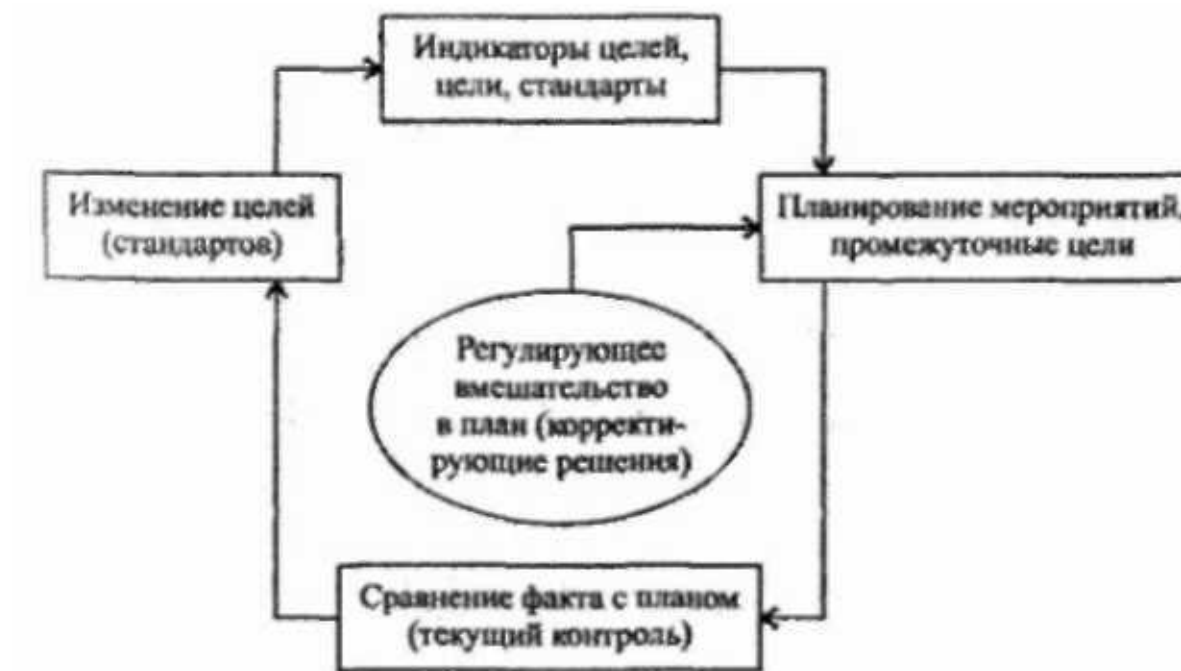 Индикаторы целей,
цели, стандарты
Изменение целей
(стандартов)
Планирование мероприятий,
промежуточные цели
Регулирующее
вмешательство
в план (корректи-
рующие решения)
Сравнение факта с планом
(текущий контроль)